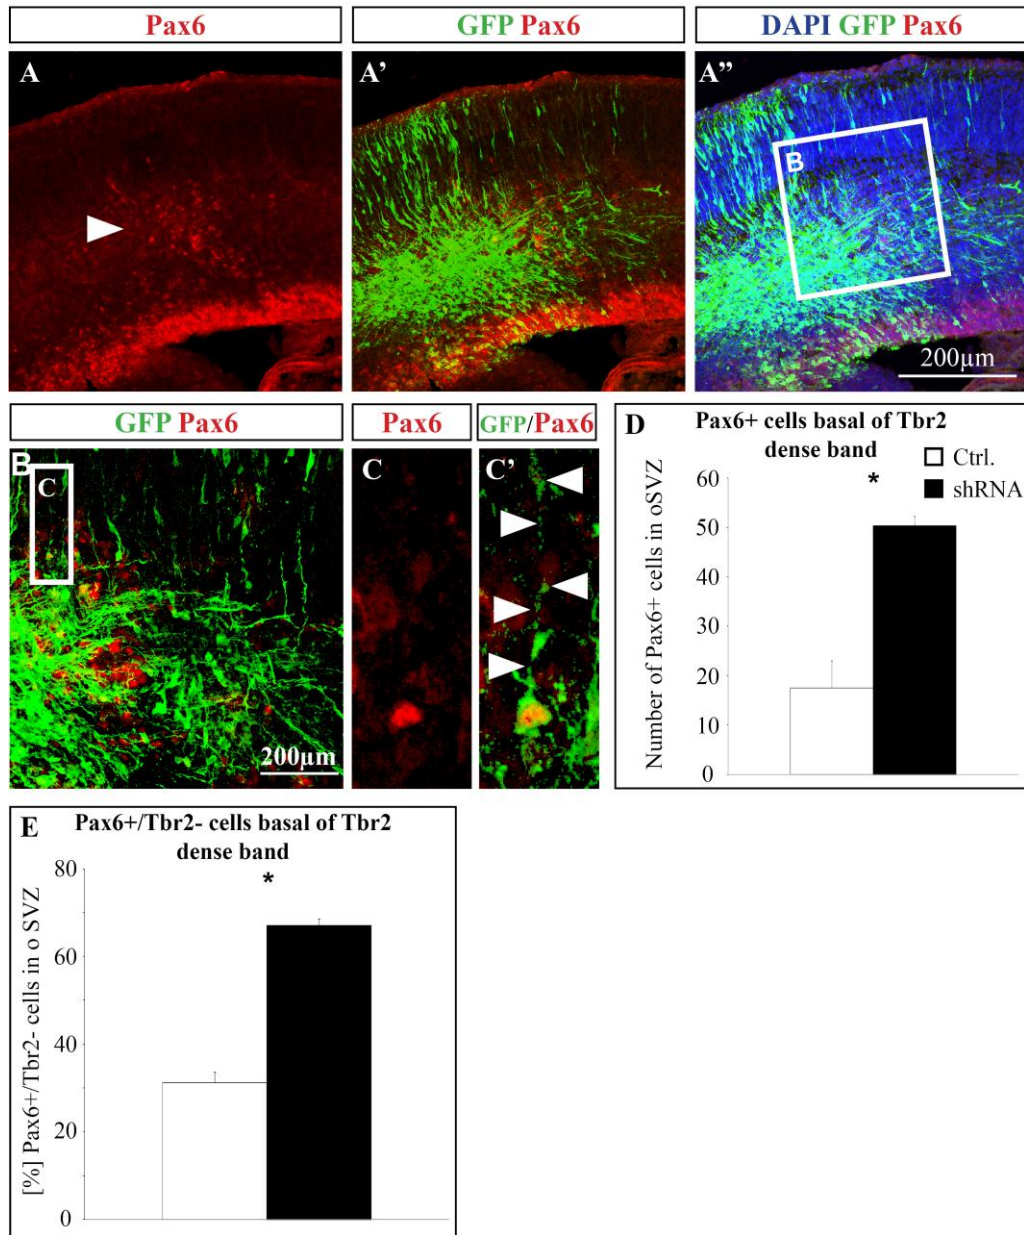 Pax6
GFP Pax6
DAPI GFP Pax6
A
A'
A''
B
200µm
GFP Pax6
Pax6
GFP/Pax6
B
C
200µm
C
C'
D
Pax6+ cells basal of Tbr2
dense band
*
Ctrl.
shRNA
Number of Pax6+ cells in oSVZ
60
50
40
30
20
10
0
E
Pax6+/Tbr2- cells basal of Tbr2
dense band
*
[%] Pax6+/Tbr2- cells in o SVZ
80
60
40
20
0